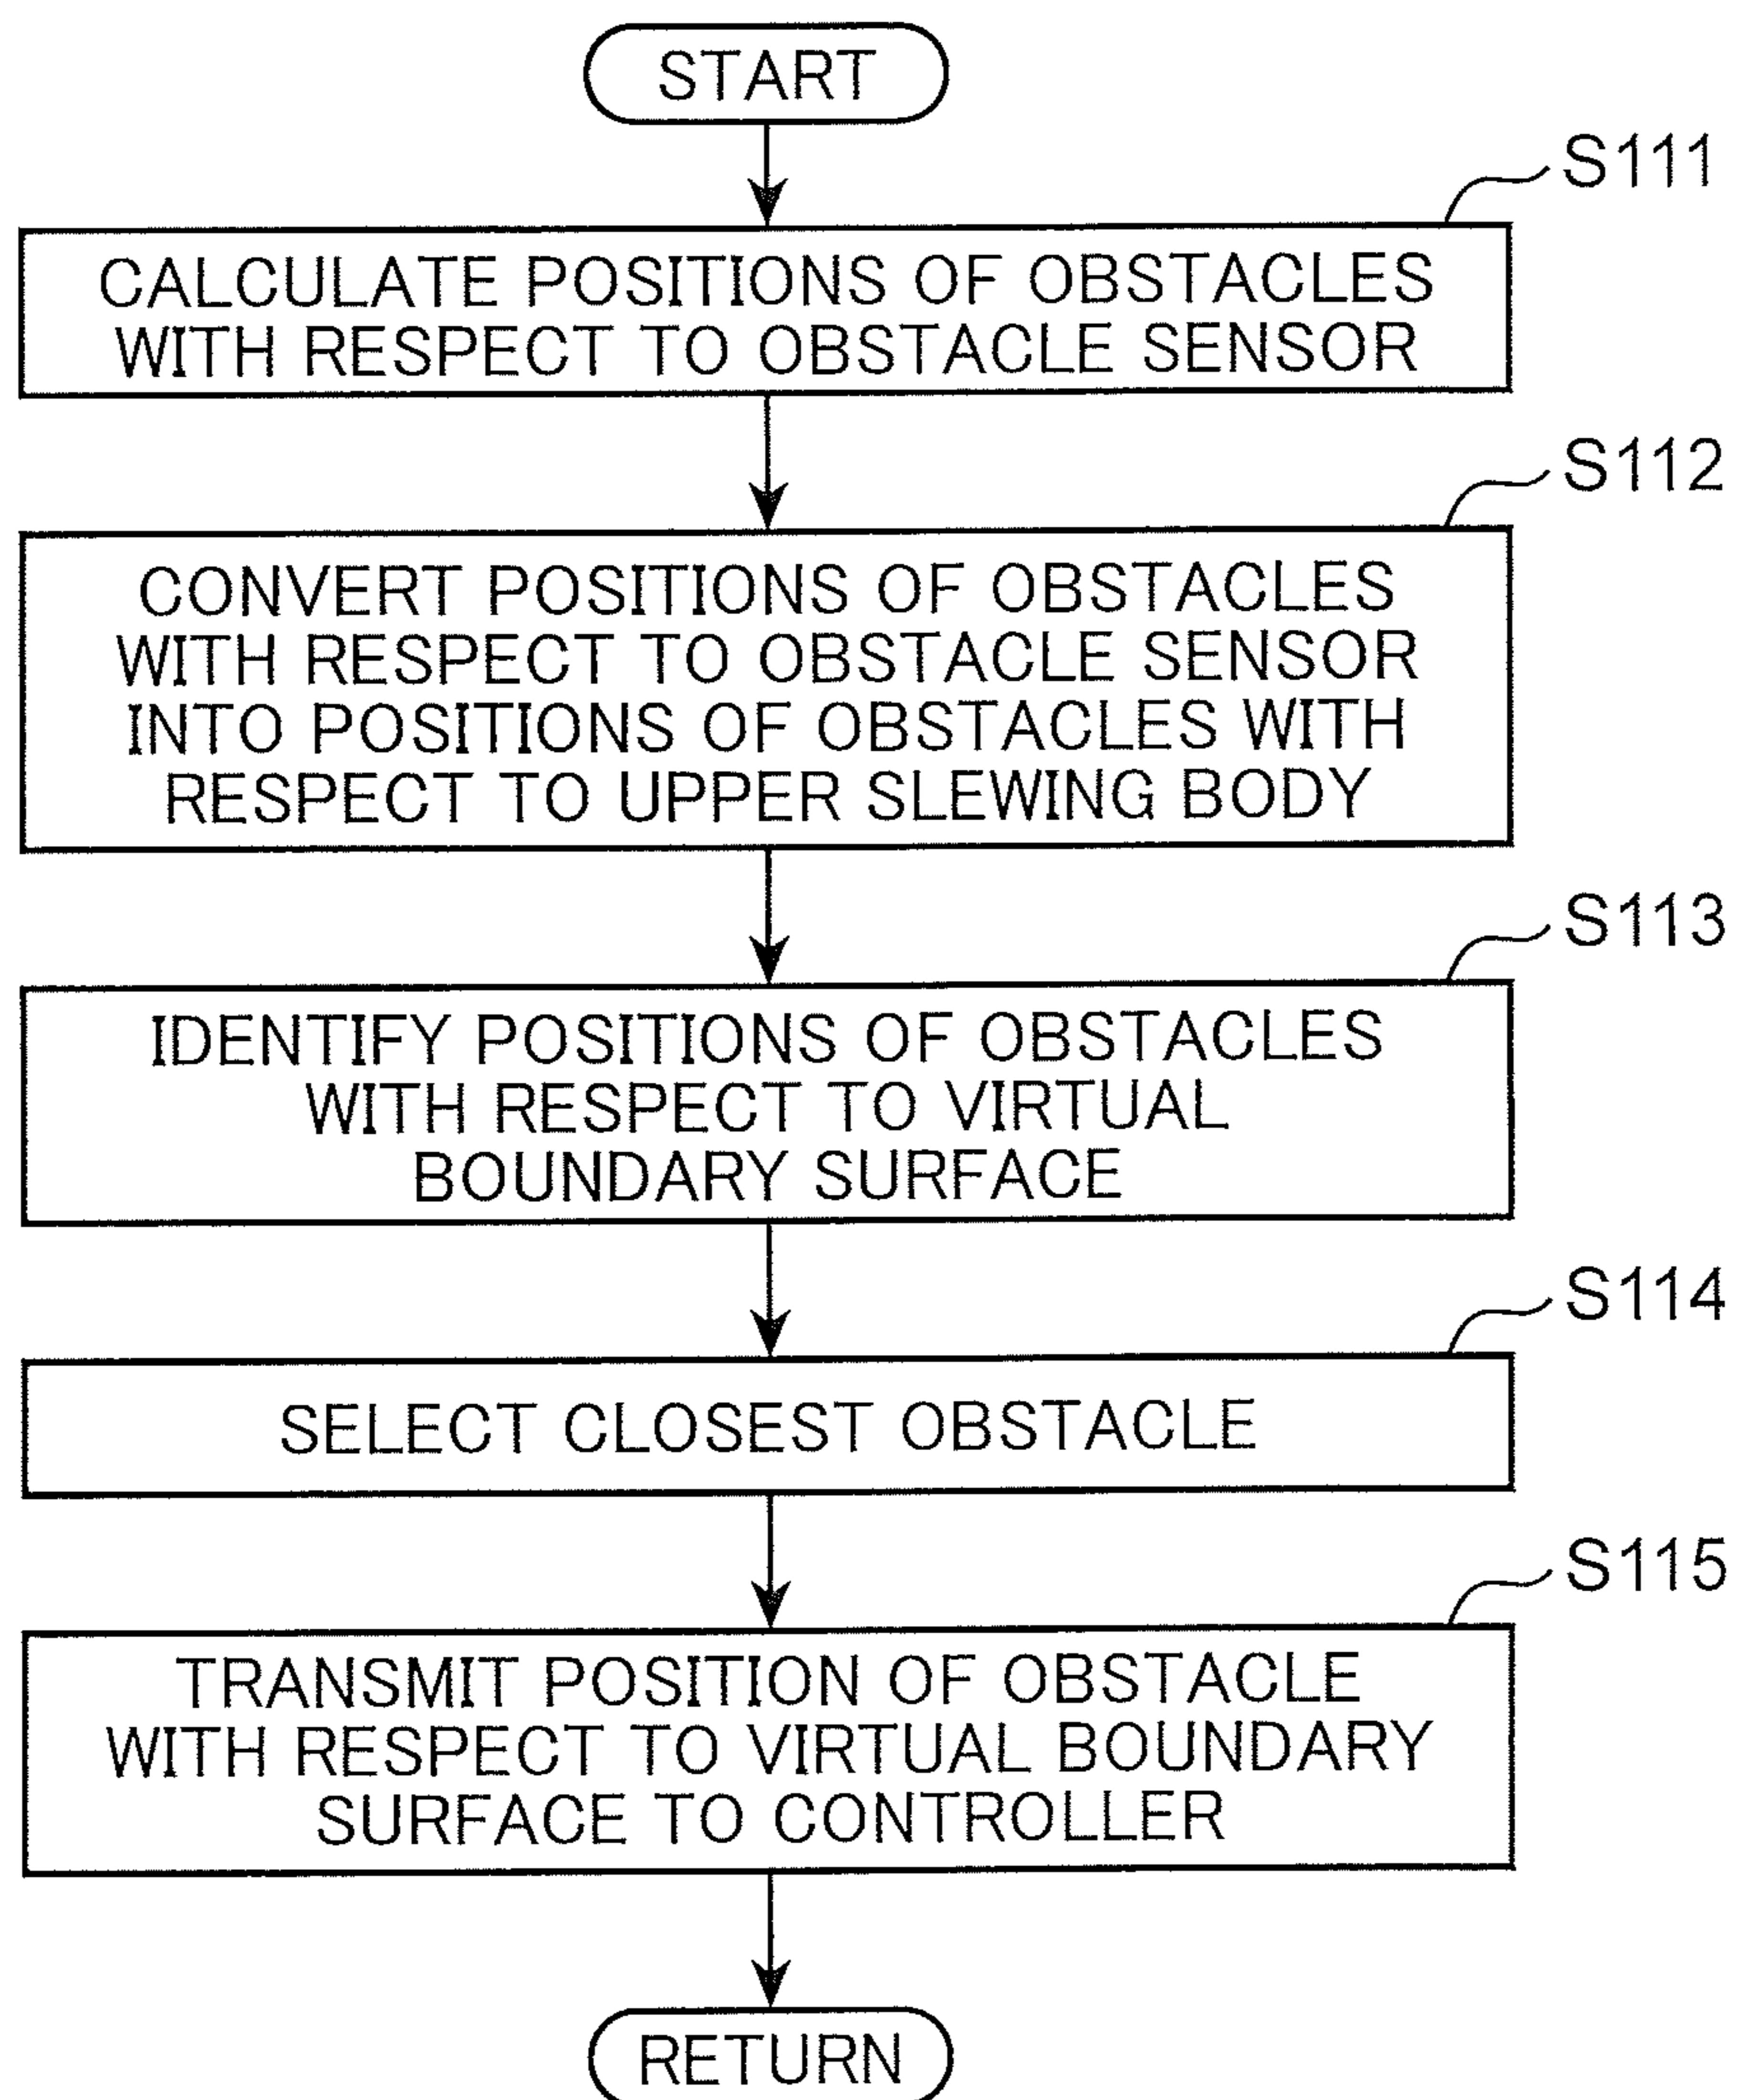 START
S111
CALCULATE POSITIONS OF OBSTACLES
WITH RESPECT TO OBSTACLE SENSOR
S112
CONVERT POSITIONS OF OBSTACLES
WITH RESPECT TO OBSTACLE SENSOR
INTO POSITIONS OF OBSTACLES WITH
RESPECT TO UPPER SLEWING BODY
S113
IDENTIFY POSITIONS OF OBSTACLES
WITH RESPECT TO VIRTUAL
BOUNDARY SURFACE
S114
SELECT CLOSEST OBSTACLE
S115
TRANSMIT POSITION OF OBSTACLE
WITH RESPECT TO VIRTUAL BOUNDARY
SURFACE TO CONTROLLER
RETURN